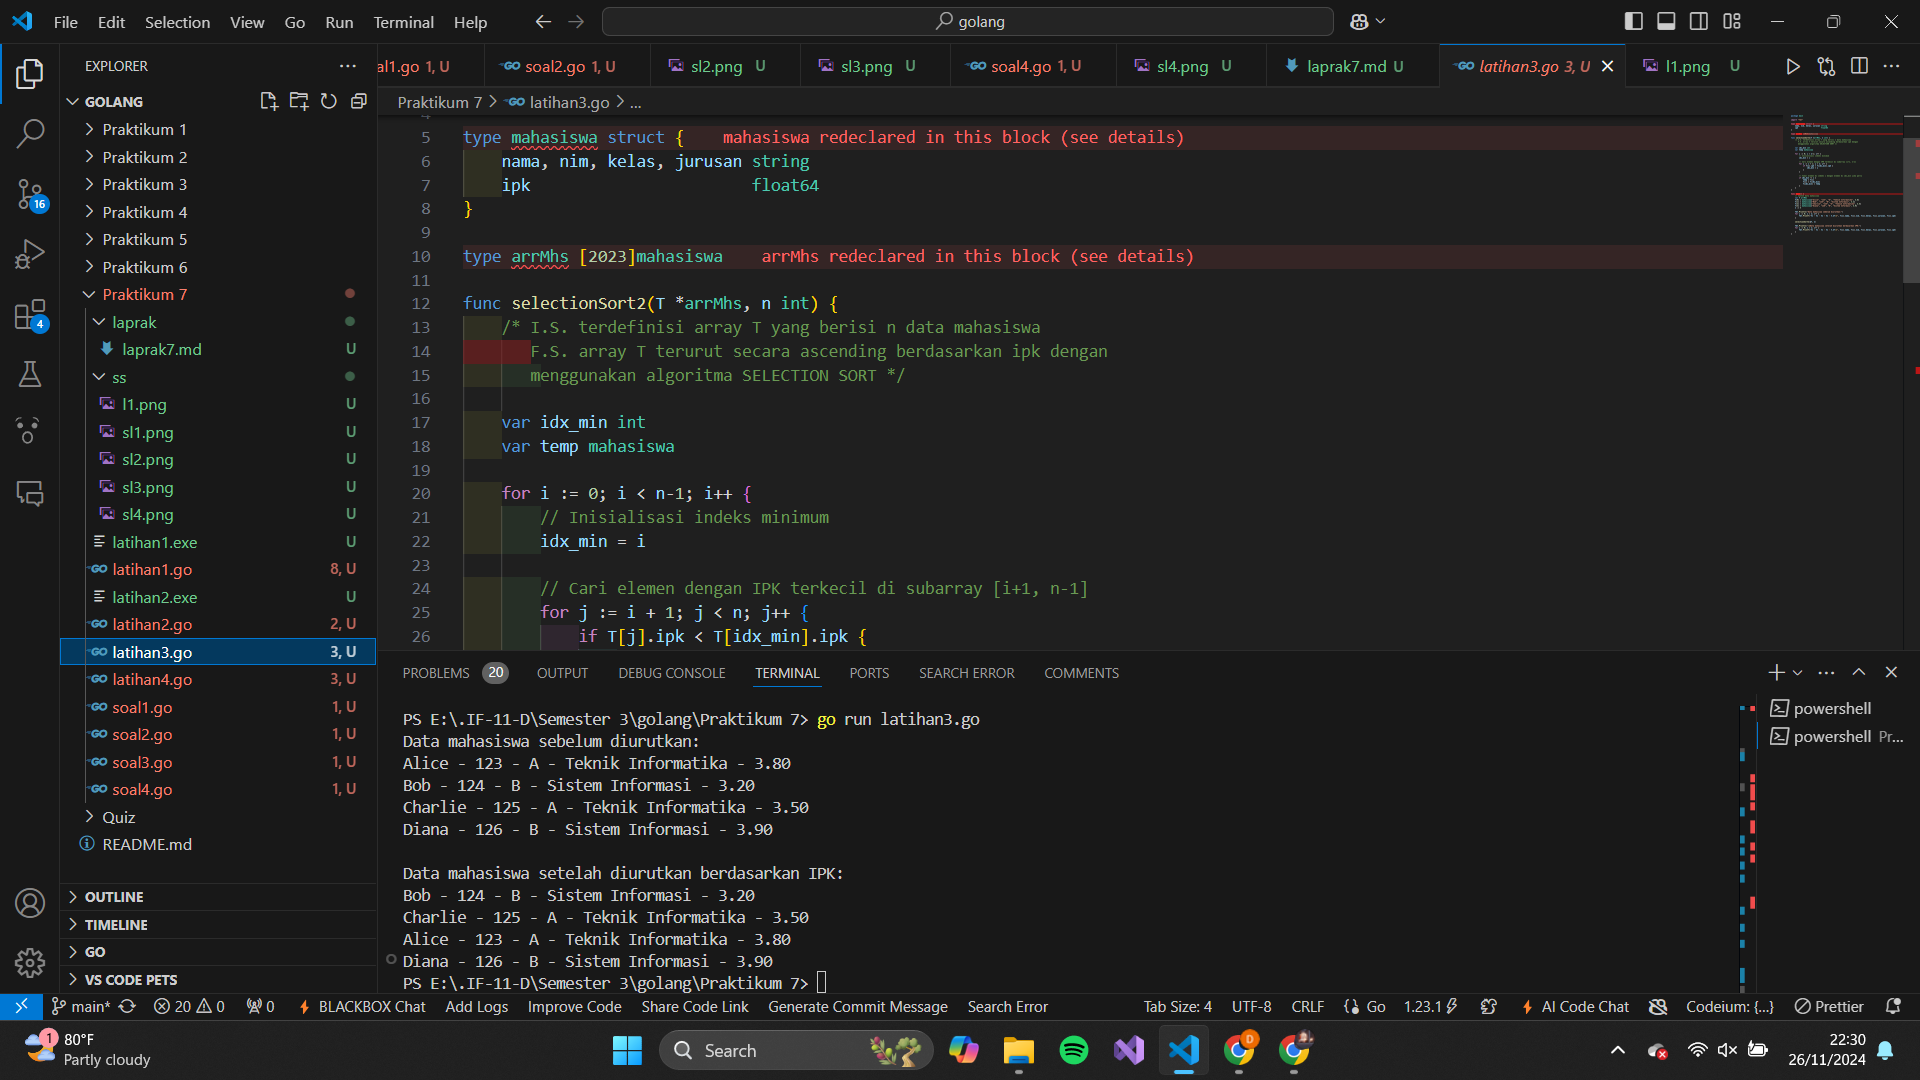 File Edit Selection View Go Run Terminal Help
golang
EXPLORER
GOLANG
Praktikum 1
Praktikum 2
Praktikum 3
Praktikum 4
Praktikum 5
Praktikum 6
Praktikum 7
laprak
laprak7.md U
ss
l1.png U
sl1.png U
sl2.png U
sl3.png U
sl4.png U
latihan1.exe U
latihan1.go 8, U
latihan2.exe U
latihan2.go 2, U
latihan3.go 3, U
latihan4.go 3, U
soal1.go 1, U
soal2.go 1, U
soal3.go 1, U
soal4.go 1, U
Quiz
README.md
OUTLINE
TIMELINE
GO
VS CODE PETS
16
4
al1.go 1, U soal2.go 1, U sl2.png U sl3.png U soal4.go 1, U sl4.png U laprak7.md U latihan3.go 3, U l1.png U
Praktikum 7 > latihan3.go > ...
4
5 type mahasiswa struct { mahasiswa redeclared in this block (see details)
6 nama, nim, kelas, jurusan string
7 ipk float64
8 }
9
10 type arrMhs [2023]mahasiswa arrMhs redeclared in this block (see details)
11
12 func selectionSort2(T *arrMhs, n int) {
13 /* I.S. terdefinisi array T yang berisi n data mahasiswa
14 F.S. array T terurut secara ascending berdasarkan ipk dengan
15 menggunakan algoritma SELECTION SORT */
16
17 var idx_min int
18 var temp mahasiswa
19
20 for i := 0; i < n-1; i++ {
21 // Inisialisasi indeks minimum
22 idx_min = i
23
24 // Cari elemen dengan IPK terkecil di subarray [i+1, n-1]
25 for j := i + 1; j < n; j++ {
26 if T[j].ipk < T[idx_min].ipk {
PROBLEMS 20 OUTPUT DEBUG CONSOLE TERMINAL PORTS SEARCH ERROR COMMENTS
PS E:\.IF-11-D\Semester 3\golang\Praktikum 7> go run latihan3.go
Data mahasiswa sebelum diurutkan:
Alice - 123 - A - Teknik Informatika - 3.80
Bob - 124 - B - Sistem Informasi - 3.20
Charlie - 125 - A - Teknik Informatika - 3.50
Diana - 126 - B - Sistem Informasi - 3.90
Data mahasiswa setelah diurutkan berdasarkan IPK:
Bob - 124 - B - Sistem Informasi - 3.20
Charlie - 125 - A - Teknik Informatika - 3.50
Alice - 123 - A - Teknik Informatika - 3.80
Diana - 126 - B - Sistem Informasi - 3.90
PS E:\.IF-11-D\Semester 3\golang\Praktikum 7>
powershell
powershell Pr...
main* 20 0 0 BLACKBOX Chat Add Logs Improve Code Share Code Link Generate Commit Message Search Error Tab Size: 4 UTF-8 CRLF Go 1.23.1 AI Code Chat Codeium: {...} Prettier
1
80°F
Partly cloudy
Search
D
22:30
26/11/2024